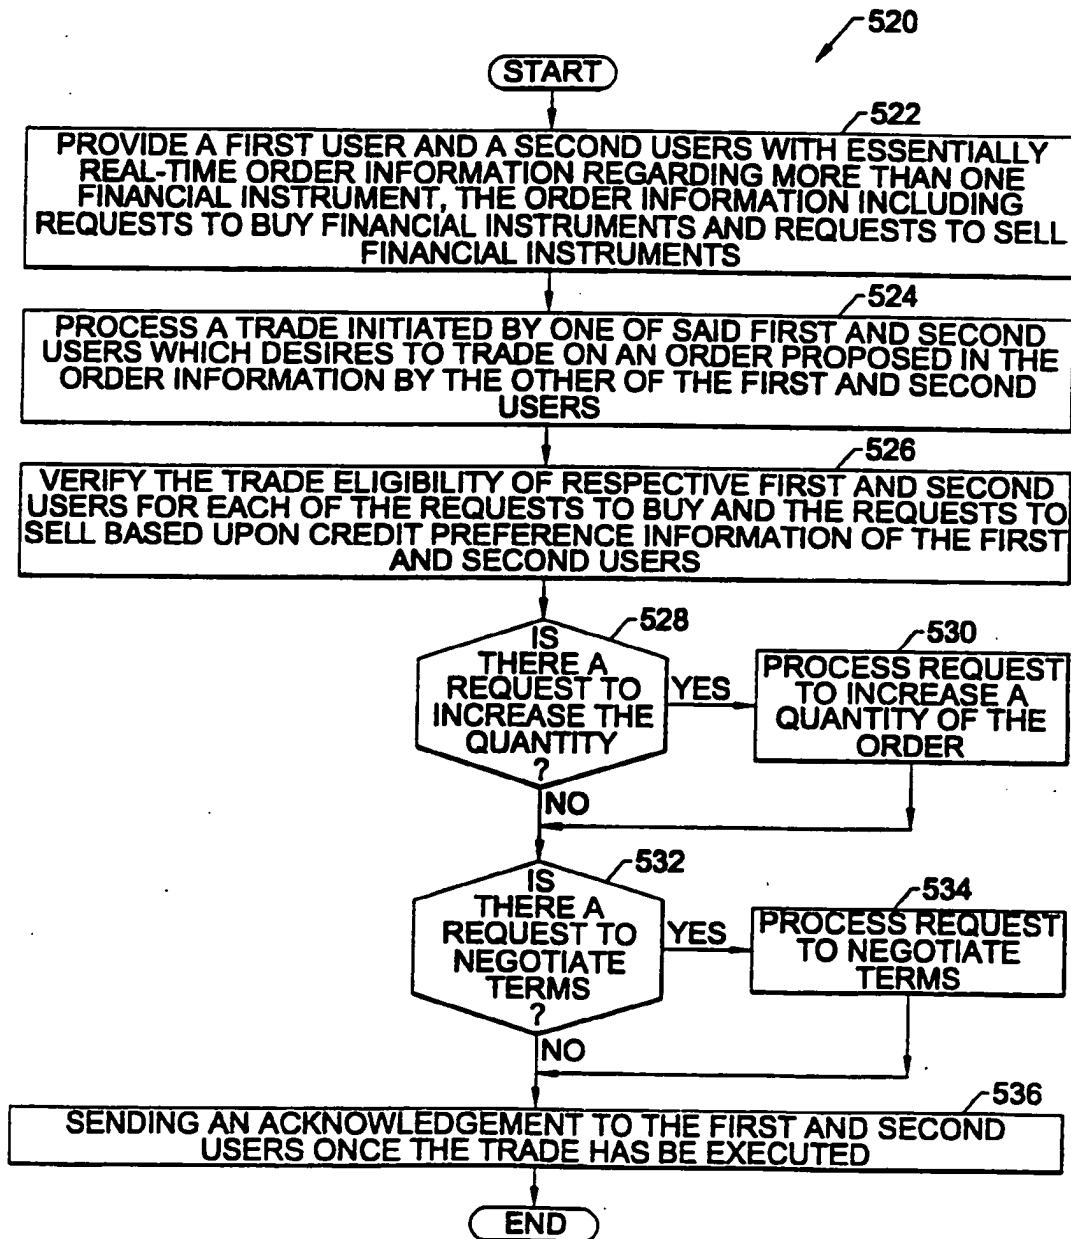 520
START
522
PROVIDE A FIRST USER AND A SECOND USERS WITH ESSENTIALLY
REAL-TIME ORDER INFORMATION REGARDING MORE THAN ONE
FINANCIAL INSTRUMENT, THE ORDER INFORMATION INCLUDING
REQUESTS TO BUY FINANCIAL INSTRUMENTS AND REQUESTS TO SELL
FINANCIAL INSTRUMENTS
524
PROCESS A TRADE INITIATED BY ONE OF SAID FIRST AND SECOND
USERS WHICH DESIRES TO TRADE ON AN ORDER PROPOSED IN THE
ORDER INFORMATION BY THE OTHER OF THE FIRST AND SECOND
USERS
526
VERIFY THE TRADE ELIGIBILITY OF RESPECTIVE FIRST AND SECOND
USERS FOR EACH OF THE REQUESTS TO BUY AND THE REQUESTS TO
SELL BASED UPON CREDIT PREFERENCE INFORMATION OF THE FIRST
AND SECOND USERS
528
IS
THERE A
REQUEST TO
INCREASE THE
QUANTITY
?
YES
530
PROCESS REQUEST
TO INCREASE A
QUANTITY OF THE
ORDER
NO
532
IS
THERE A
REQUEST TO
NEGOTIATE
TERMS
?
YES
534
PROCESS REQUEST
TO NEGOTIATE
TERMS
NO
536
SENDING AN ACKNOWLEDGEMENT TO THE FIRST AND SECOND
USERS ONCE THE TRADE HAS BE EXECUTED
END